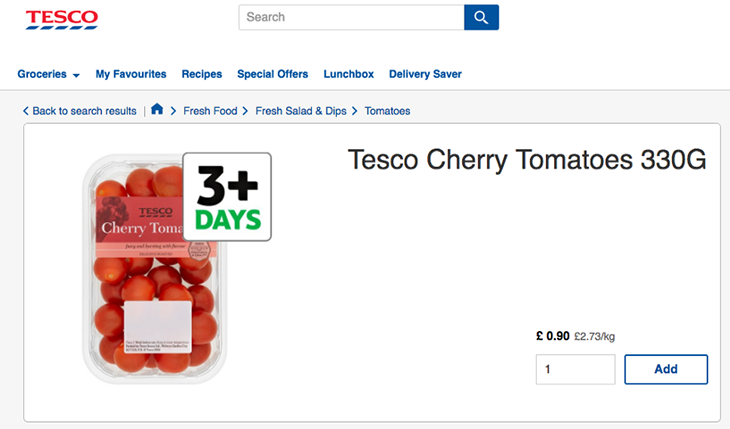 TESCO
Search
Groceries My Favourites Recipes Special Offers Lunchbox Delivery Saver
Back to search results | > Fresh Food > Fresh Salad & Dips > Tomatoes
Tesco Cherry Tomatoes 330G
3+
DAYS
TESCO
Cherry Toma
Juicy and bursting with flavour
£ 0.90 £2.73/kg
1 Add